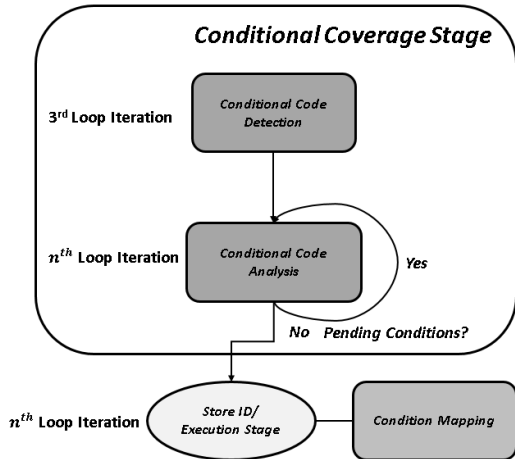 Conditional Coverage Stage
3rd Loop Iteration
Conditional Code
Detection
nth Loop Iteration
Conditional Code
Analysis
Yes
No Pending Conditions?
nth Loop Iteration
Store ID/
Execution Stage
Condition Mapping